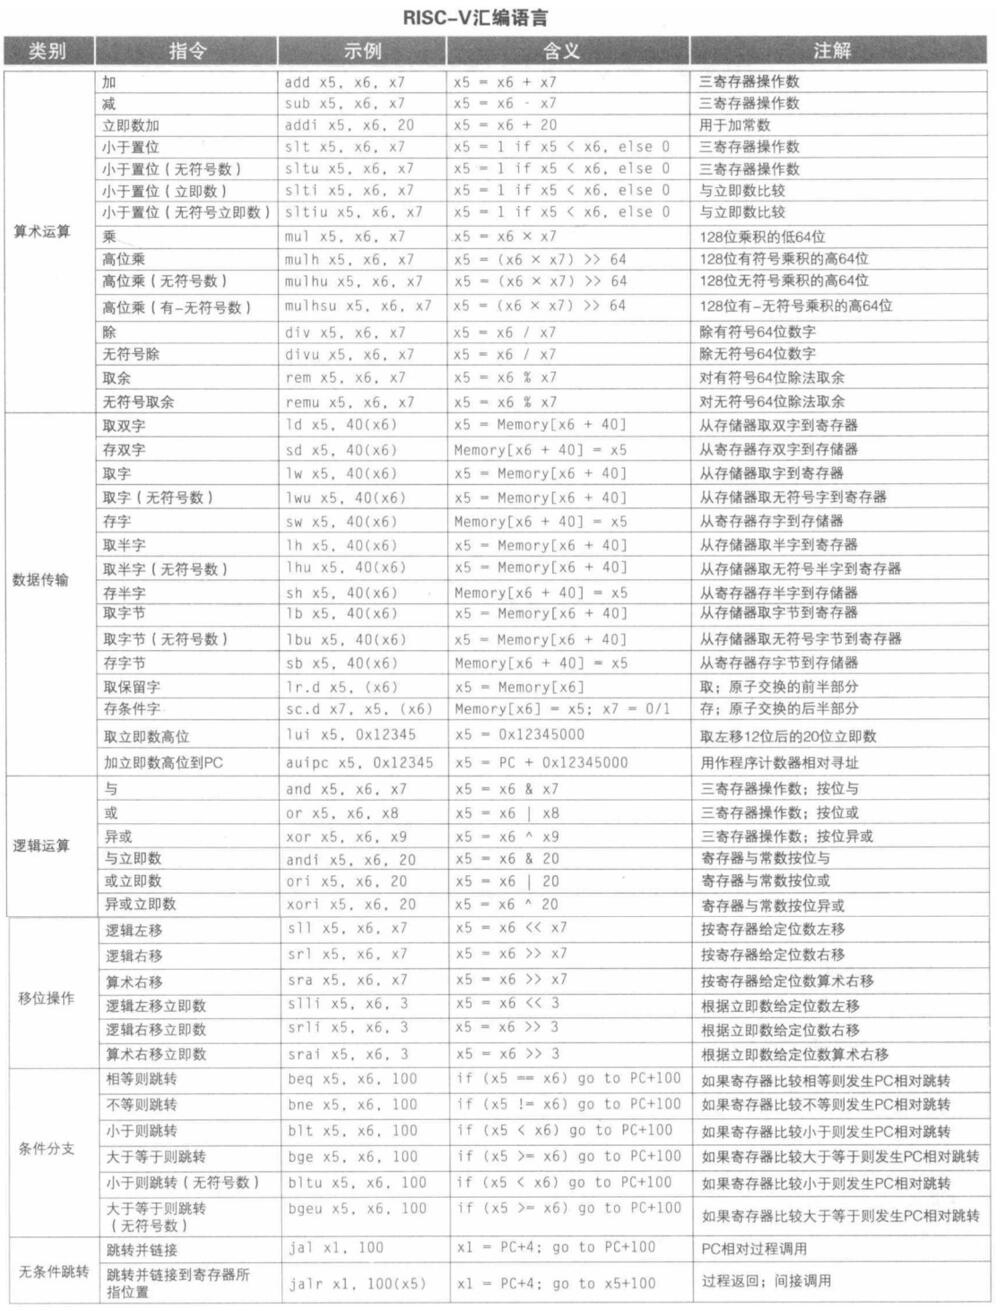 RISC-V汇编语言
类别 指令 示例 含义 注解
加 add x5, x6, x7 x5 = x6 + x7 三寄存器操作数
减 sub x5, x6, x7 x5 = x6 - x7 三寄存器操作数
立即数加 addi x5, x6, 20 x5 = x6 + 20 用于加常数
小于置位 slt x5, x6, x7 x5 = 1 if x5 < x6, else 0 三寄存器操作数
小于置位（无符号数） sltu x5, x6, x7 x5 = 1 if x5 < x6, else 0 三寄存器操作数
小于置位（立即数） slti x5, x6, x7 x5 = 1 if x5 < x6, else 0 与立即数比较
小于置位（无符号立即数） sltiu x5, x6, x7 x5 = 1 if x5 < x6, else 0 与立即数比较
算术运算 乘 mul x5, x6, x7 x5 = x6 × x7 128位乘积的低64位
高位乘 mulh x5, x6, x7 x5 = (x6 × x7) >> 64 128位有符号乘积的高64位
高位乘（无符号数） mulhu x5, x6, x7 x5 = (x6 × x7) >> 64 128位无符号乘积的高64位
高位乘（有-无符号数） mulhsu x5, x6, x7 x5 = (x6 × x7) >> 64 128位有-无符号乘积的高64位
除 div x5, x6, x7 x5 = x6 / x7 除有符号64位数字
无符号除 divu x5, x6, x7 x5 = x6 / x7 除无符号64位数字
取余 rem x5, x6, x7 x5 = x6 % x7 对有符号64位除法取余
无符号取余 remu x5, x6, x7 x5 = x6 % x7 对无符号64位除法取余
取双字 ld x5, 40(x6) x5 = Memory[x6 + 40] 从存储器取双字到寄存器
存双字 sd x5, 40(x6) Memory[x6 + 40] = x5 从寄存器存双字到存储器
取字 lw x5, 40(x6) x5 = Memory[x6 + 40] 从存储器取字到寄存器
取字（无符号数） lwu x5, 40(x6) x5 = Memory[x6 + 40] 从存储器取无符号字到寄存器
存字 sw x5, 40(x6) Memory[x6 + 40] = x5 从寄存器存字到存储器
取半字 lh x5, 40(x6) x5 = Memory[x6 + 40] 从存储器取半字到寄存器
数据传输 取半字（无符号数） lhu x5, 40(x6) x5 = Memory[x6 + 40] 从存储器取无符号半字到寄存器
存半字 sh x5, 40(x6) Memory[x6 + 40] = x5 从寄存器存半字到存储器
取字节 lb x5, 40(x6) x5 = Memory[x6 + 40] 从存储器取字节到寄存器
取字节（无符号数） lbu x5, 40(x6) x5 = Memory[x6 + 40] 从存储器取无符号字节到寄存器
存字节 sb x5, 40(x6) Memory[x6 + 40] = x5 从寄存器存字节到存储器
取保留字 lr.d x5, (x6) x5 = Memory[x6] 取；原子交换的前半部分
存条件字 sc.d x7, x5, (x6) Memory[x6] = x5; x7 = 0/1 存；原子交换的后半部分
取立即数高位 lui x5, 0x12345 x5 = 0x12345000 取左移12位后的20位立即数
加立即数高位到PC auipc x5, 0x12345 x5 = PC + 0x12345000 用作程序计数器相对寻址
与 and x5, x6, x7 x5 = x6 & x7 三寄存器操作数；按位与
或 or x5, x6, x8 x5 = x6 | x8 三寄存器操作数；按位或
逻辑运算 异或 xor x5, x6, x9 x5 = x6 ^ x9 三寄存器操作数；按位异或
与立即数 andi x5, x6, 20 x5 = x6 & 20 寄存器与常数按位与
或立即数 ori x5, x6, 20 x5 = x6 | 20 寄存器与常数按位或
异或立即数 xori x5, x6, 20 x5 = x6 ^ 20 寄存器与常数按位异或
逻辑左移 sll x5, x6, x7 x5 = x6 << x7 按寄存器给定位数左移
逻辑右移 srl x5, x6, x7 x5 = x6 >> x7 按寄存器给定位数右移
算术右移 sra x5, x6, x7 x5 = x6 >> x7 按寄存器给定位数算术右移
移位操作 逻辑左移立即数 slli x5, x6, 3 x5 = x6 << 3 根据立即数给定位数左移
逻辑右移立即数 srli x5, x6, 3 x5 = x6 >> 3 根据立即数给定位数右移
算术右移立即数 srai x5, x6, 3 x5 = x6 >> 3 根据立即数给定位数算术右移
相等则跳转 beq x5, x6, 100 if (x5 == x6) go to PC+100 如果寄存器比较相等则发生PC相对跳转
不等则跳转 bne x5, x6, 100 if (x5 != x6) go to PC+100 如果寄存器比较不等则发生PC相对跳转
小于则跳转 blt x5, x6, 100 if (x5 < x6) go to PC+100 如果寄存器比较小于则发生PC相对跳转
条件分支 大于等于则跳转 bge x5, x6, 100 if (x5 >= x6) go to PC+100 如果寄存器比较大于等于则发生PC相对跳转
小于则跳转（无符号数） bltu x5, x6, 100 if (x5 < x6) go to PC+100 如果寄存器比较小于则发生PC相对跳转
大于等于则跳转 bgeu x5, x6, 100 if (x5 >= x6) go to PC+100 如果寄存器比较大于等于则发生PC相对跳转
（无符号数）
跳转并链接 jal x1, 100 x1 = PC+4; go to PC+100 PC相对过程调用
无条件跳转 跳转并链接到寄存器所 jalr x1, 100(x5) x1 = PC+4; go to x5+100 过程返回；间接调用
指位置